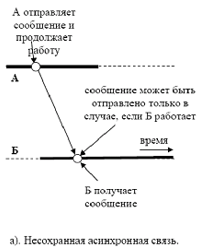 А отправляет
сообщение и
продолжает
работу
А
сообщение может быть
отправлено только в
случае, если Б работает
время
Б
Б получает
сообщение
а). Несохранная асинхронная связь.